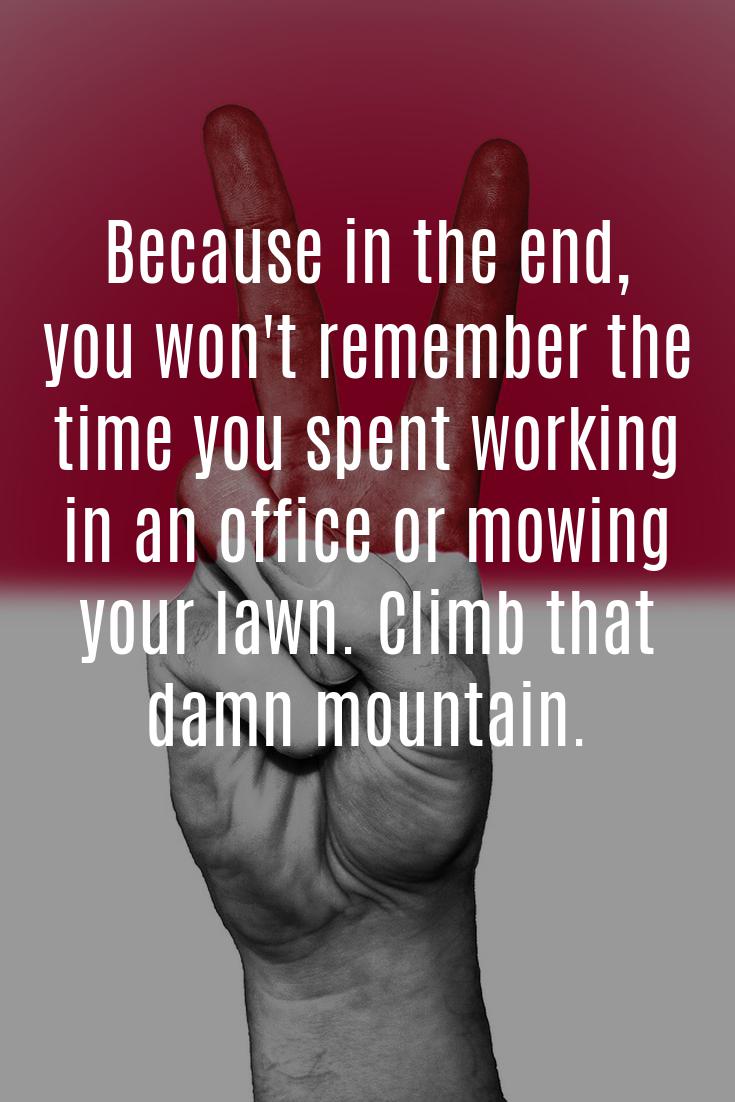 Because in the end,
you won't remember the
time you spent working
in an office or mowing
your lawn. Climb that
damn mountain.